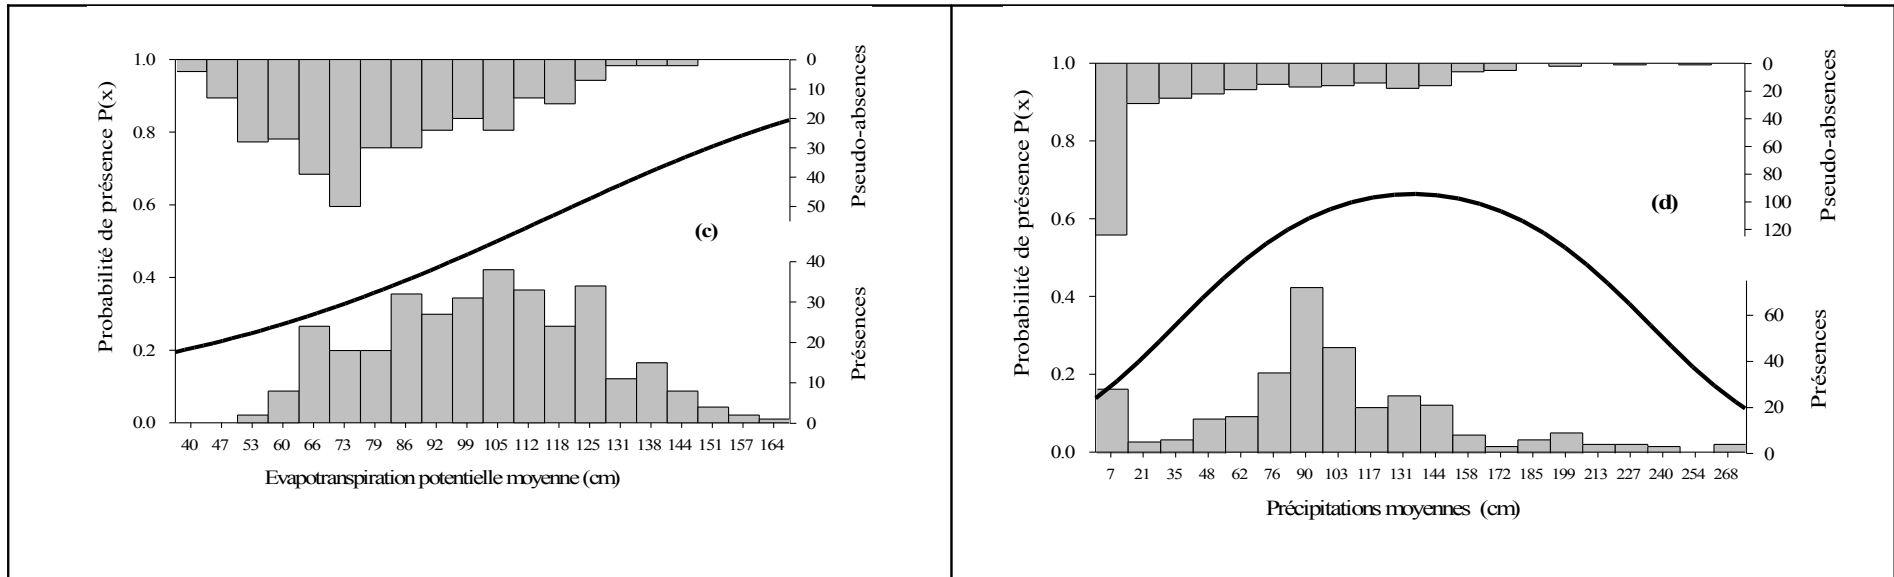 1.0
0.8
0.6
0.4
0.2
0.0
Probabilité de présence P(x)
0
10
20
30
40
50
Pseudo-absences
(c)
40
30
20
10
0
Présences
40 47 53 60 66 73 79 86 92 99 105 112 118 125 131 138 144 151 157 164
Evapotranspiration potentielle moyenne (cm)
1.0
0.8
0.6
0.4
0.2
0.0
Probabilité de présence P(x)
0
20
40
60
80
100
120
Pseudo-absences
(d)
60
40
20
0
Présences
7 21 35 48 62 76 90 103 117 131 144 158 172 185 199 213 227 240 254 268
Précipitations moyennes (cm)